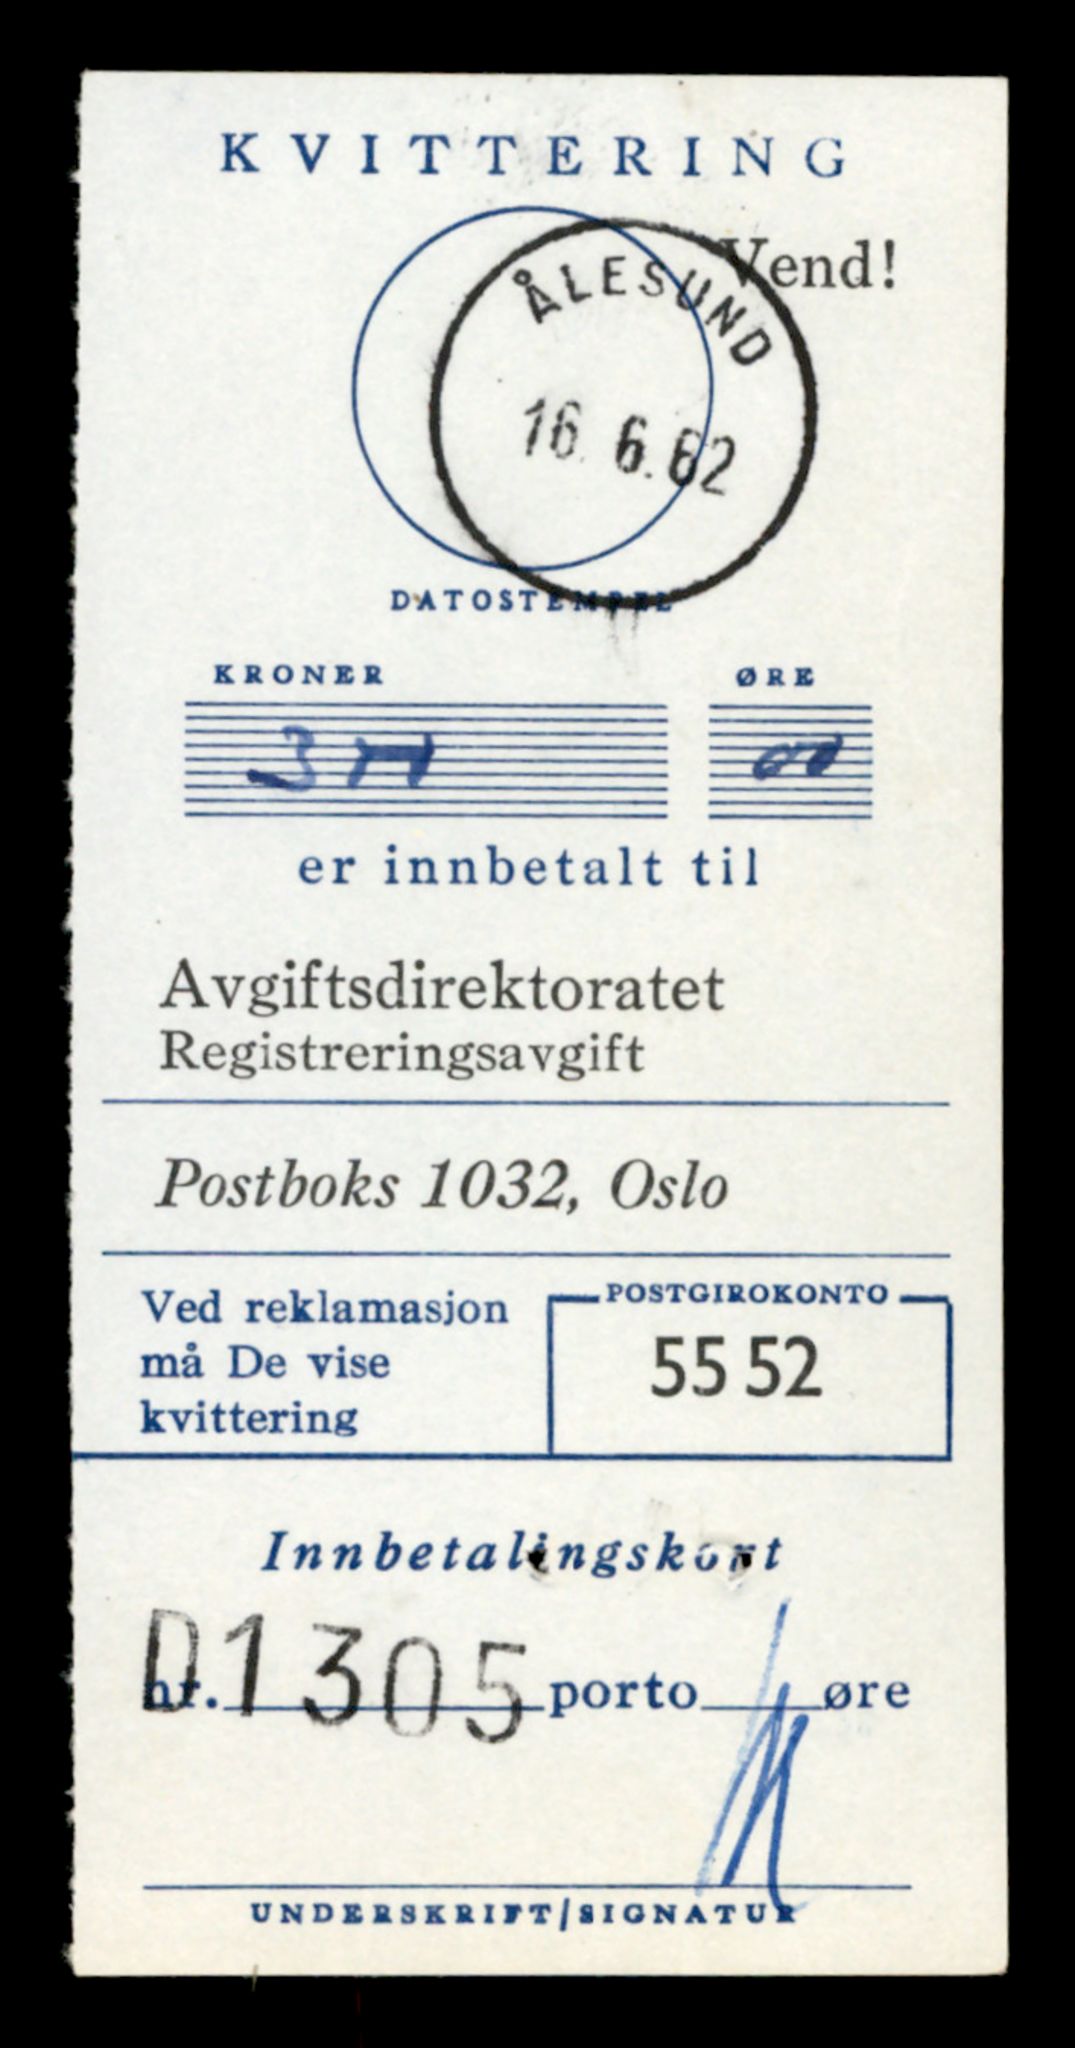 KVITTERING
Vend!
ÅLESUND
16. 6. 62
DATOSTEMPEL
KRONER ØRE
00
er innbetalt til
Avgiftsdirektoratet
Registreringsavgift
Postboks 1032, Oslo
Ved reklamasjon
må De vise
kvittering
POSTGIROKONTO
55 52
Innbetalingskort
D1305
nr. porto øre
UNDERSKRIFT/SIGNATUR